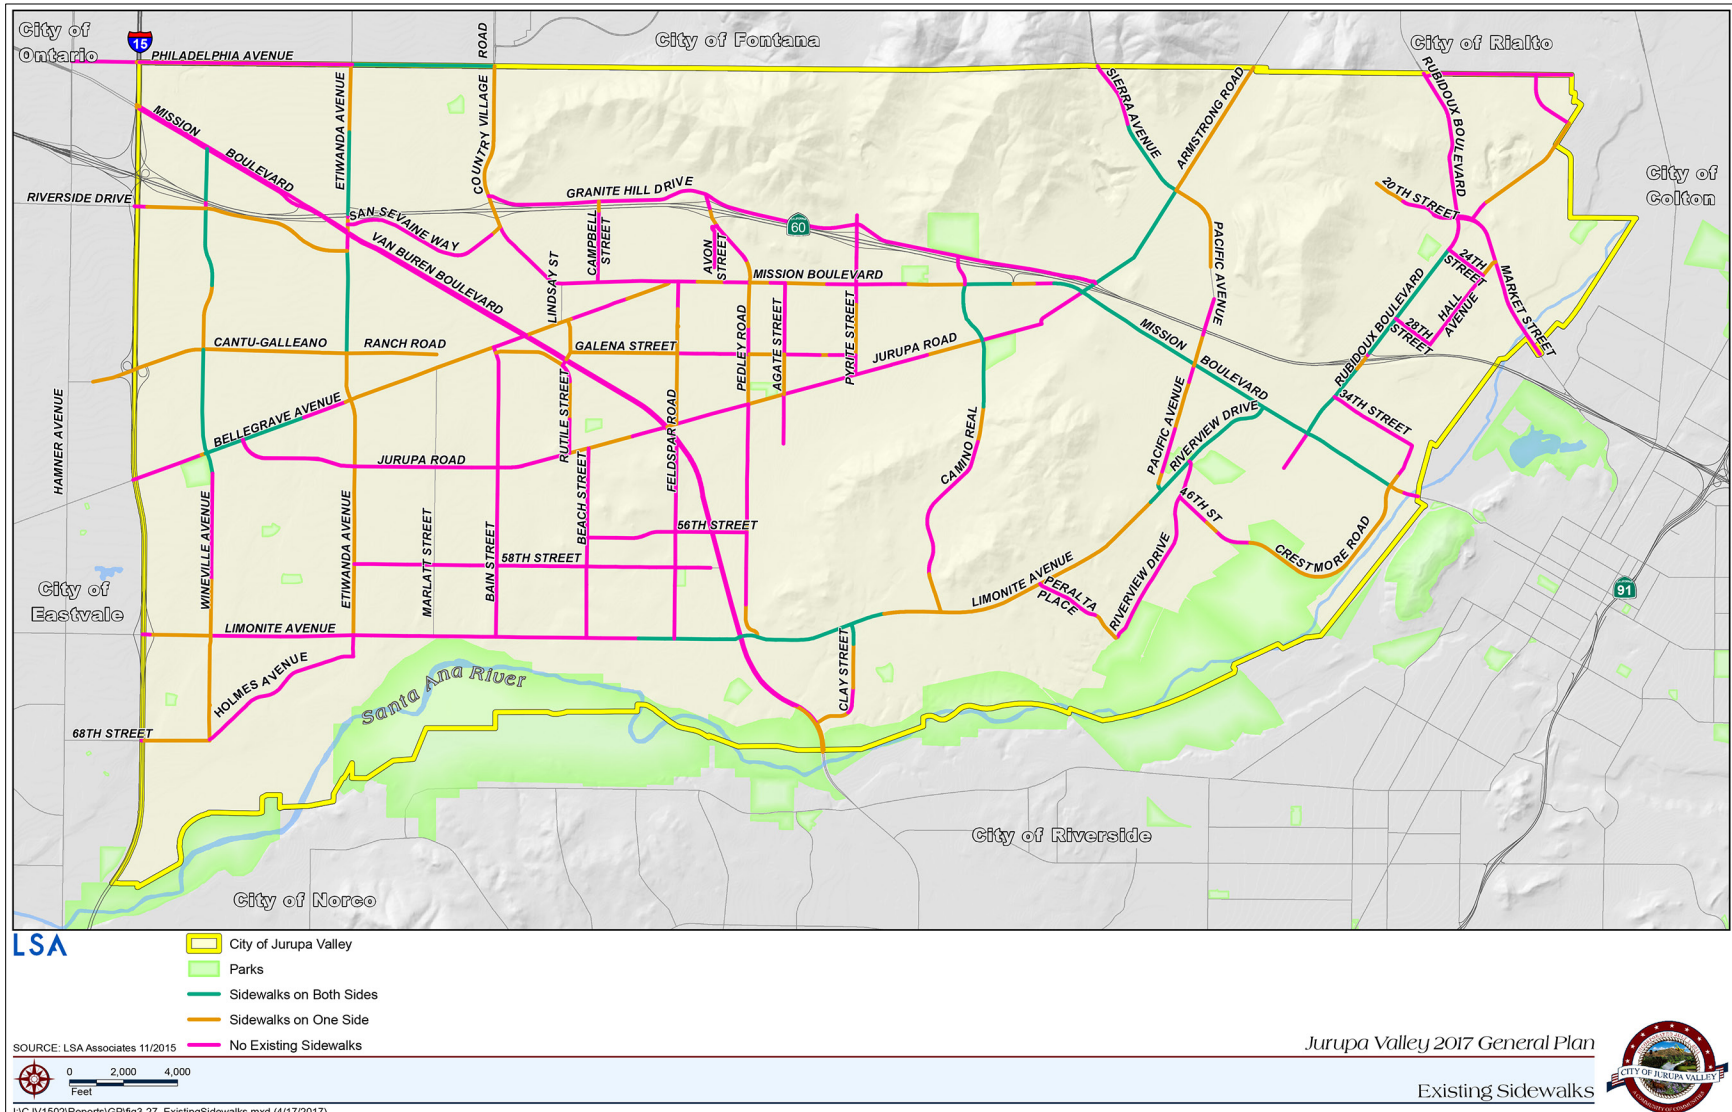 City of
Ontario
15
PHILADELPHIA AVENUE
COUNTRY VILLAGE ROAD
City of Fontana
City of Rialto
City of
Colton
MISSION
BOULEVARD
ETIWANDA AVENUE
RIVERSIDE DRIVE
SAN SEVAINE WAY
VAN BUREN BOULEVARD
GRANITE HILL DRIVE
CAMPBELL
STREET
AVON
STREET
60
LINDSAY ST
MISSION BOULEVARD
SIERRA AVENUE
ARMSTRONG ROAD
PACIFIC AVENUE
RUBIDOUX BOULEVARD
20TH STREET
24TH
STREET
MARKET STREET
HALL
AVENUE
28TH
STREET
RUBIDOUX BOULEVARD
MISSION
BOULEVARD
34TH STREET
CANTU-GALLEANO
RANCH ROAD
GALENA STREET
PEDLEY ROAD
AGATE STREET
PYRITE STREET
JURUPA ROAD
HAMNER AVENUE
BELLEGRAVE AVENUE
JURUPA ROAD
RUTILE STREET
FELDSPAR ROAD
CAMINO REAL
PACIFIC AVENUE
RIVERVIEW DRIVE
46TH ST
CRESTMORE ROAD
WINEVILLE AVENUE
ETIWANDA AVENUE
MARLATT STREET
BAIN STREET
BEACH STREET
56TH STREET
58TH STREET
LIMONITE AVENUE
PERALTA
PLACE
RIVERVIEW DRIVE
91
City of
Eastvale
LIMONITE AVENUE
HOLMES AVENUE
CLAY STREET
Santa Ana River
68TH STREET
City of Riverside
City of Norco
LSA
City of Jurupa Valley
Parks
Sidewalks on Both Sides
Sidewalks on One Side
No Existing Sidewalks
SOURCE: LSA Associates 11/2015
0 2,000 4,000
Feet
Jurupa Valley 2017 General Plan
Existing Sidewalks
CITY OF JURUPA VALLEY